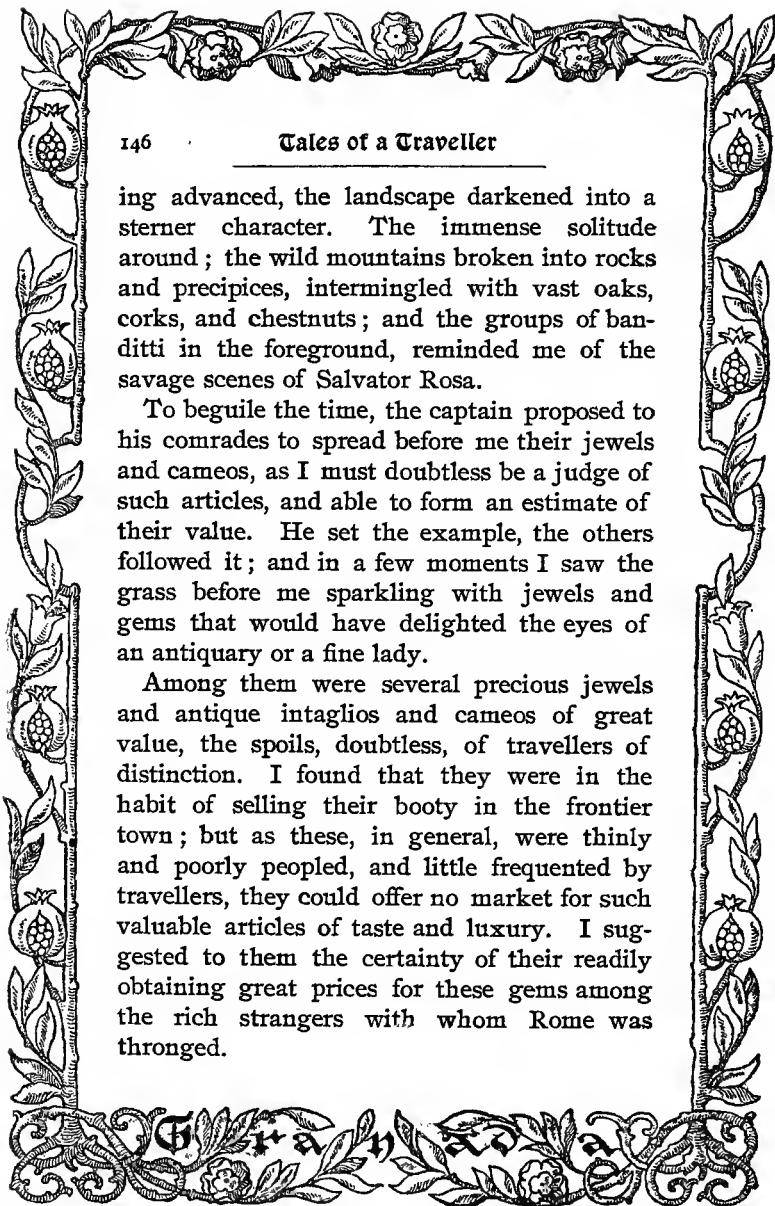 146 Tales of a Traveller
ing advanced, the landscape darkened into a
sterner character. The immense solitude
around ; the wild mountains broken into rocks
and precipices, intermingled with vast oaks,
corks, and chestnuts ; and the groups of ban-
ditti in the foreground, reminded me of the
savage scenes of Salvator Rosa.
To beguile the time, the captain proposed to
his comrades to spread before me their jewels
and cameos, as I must doubtless be a judge of
such articles, and able to form an estimate of
their value. He set the example, the others
followed it ; and in a few moments I saw the
grass before me sparkling with jewels and
gems that would have delighted the eyes of
an antiquary or a fine lady.
Among them were several precious jewels
and antique intaglios and cameos of great
value, the spoils, doubtless, of travellers of
distinction. I found that they were in the
habit of selling their booty in the frontier
town ; but as these, in general, were thinly
and poorly peopled, and little frequented by
travellers, they could offer no market for such
valuable articles of taste and luxury. I sug-
gested to them the certainty of their readily
obtaining great prices for these gems among
the rich strangers with whom Rome was
thronged.
Granada